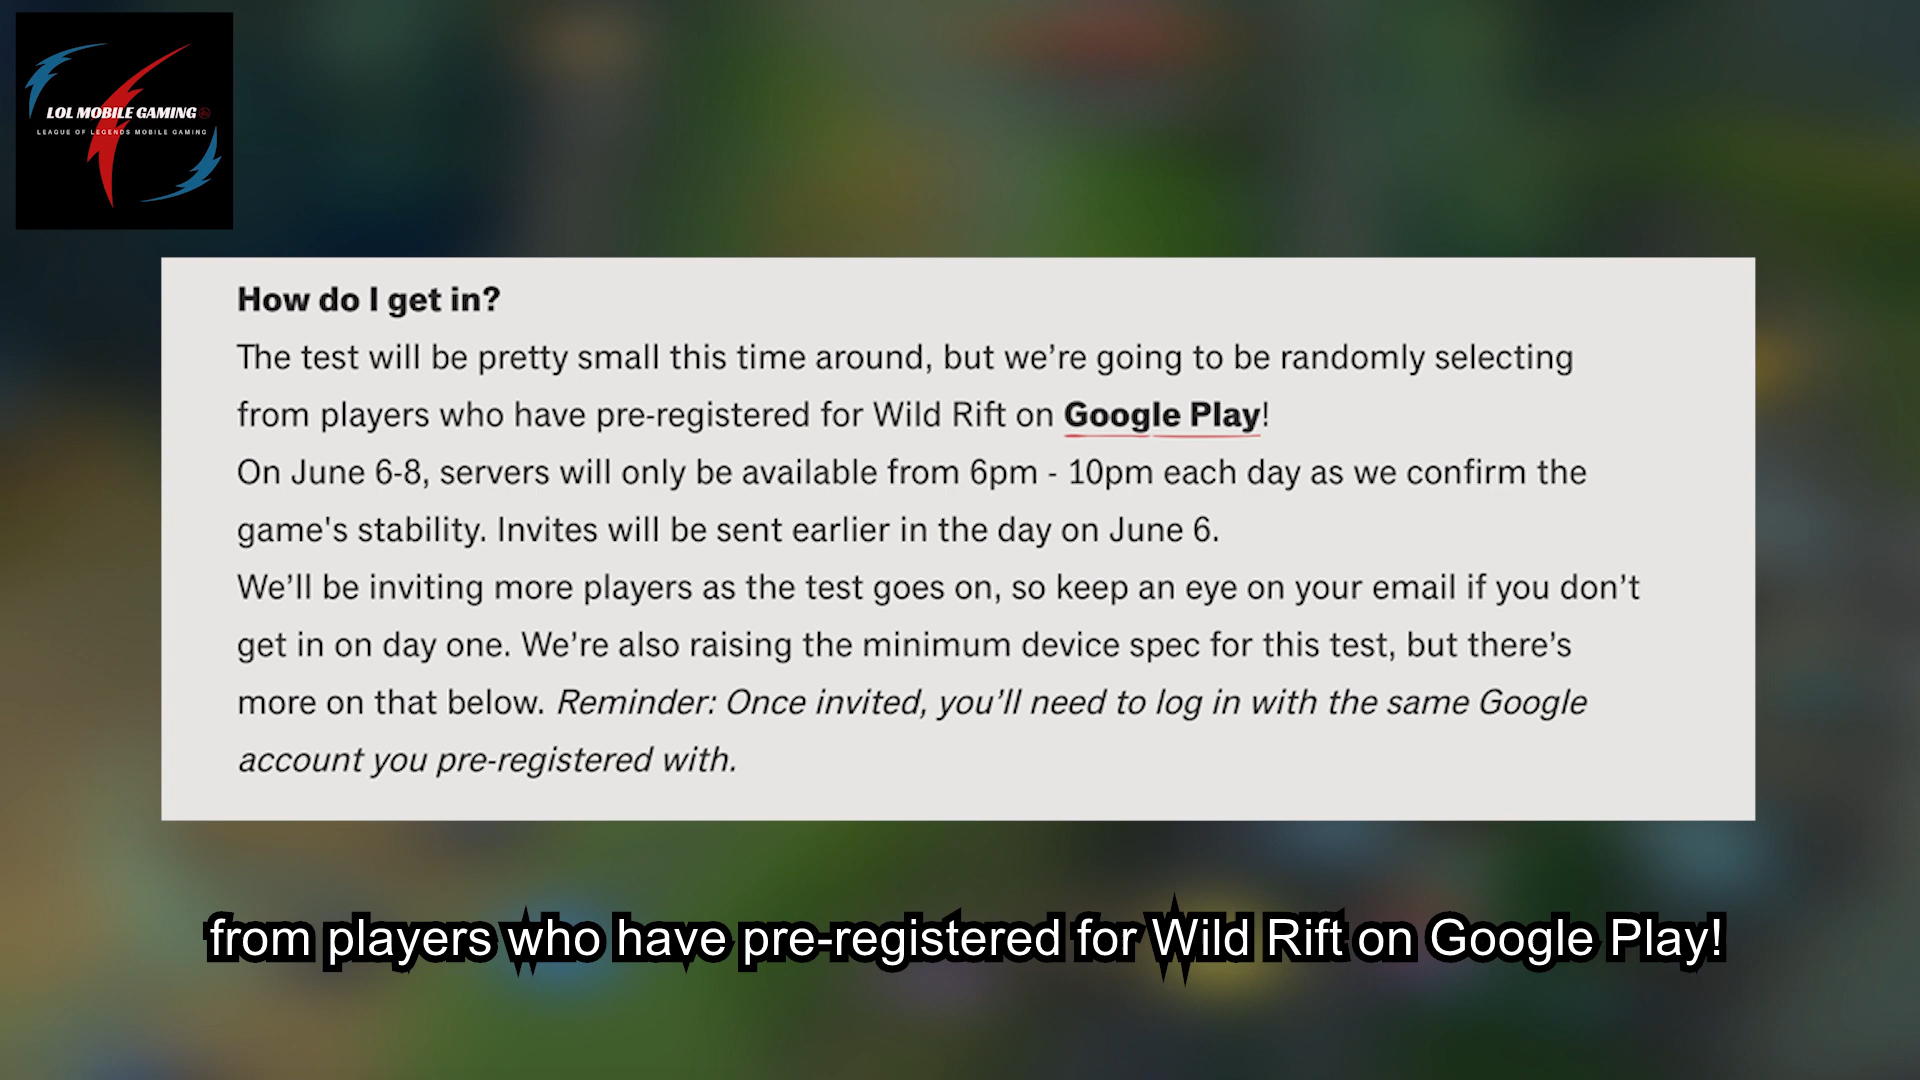 LOL MOBILE GAMING
LEAGUE OF LEGENDS MOBILE GAMING
How do I get in?
The test will be pretty small this time around, but we’re going to be randomly selecting
from players who have pre-registered for Wild Rift on Google Play!
On June 6-8, servers will only be available from 6pm - 10pm each day as we confirm the
game's stability. Invites will be sent earlier in the day on June 6.
We’ll be inviting more players as the test goes on, so keep an eye on your email if you don’t
get in on day one. We’re also raising the minimum device spec for this test, but there’s
more on that below. Reminder: Once invited, you’ll need to log in with the same Google
account you pre-registered with.
from players who have pre-registered for Wild Rift on Google Play!